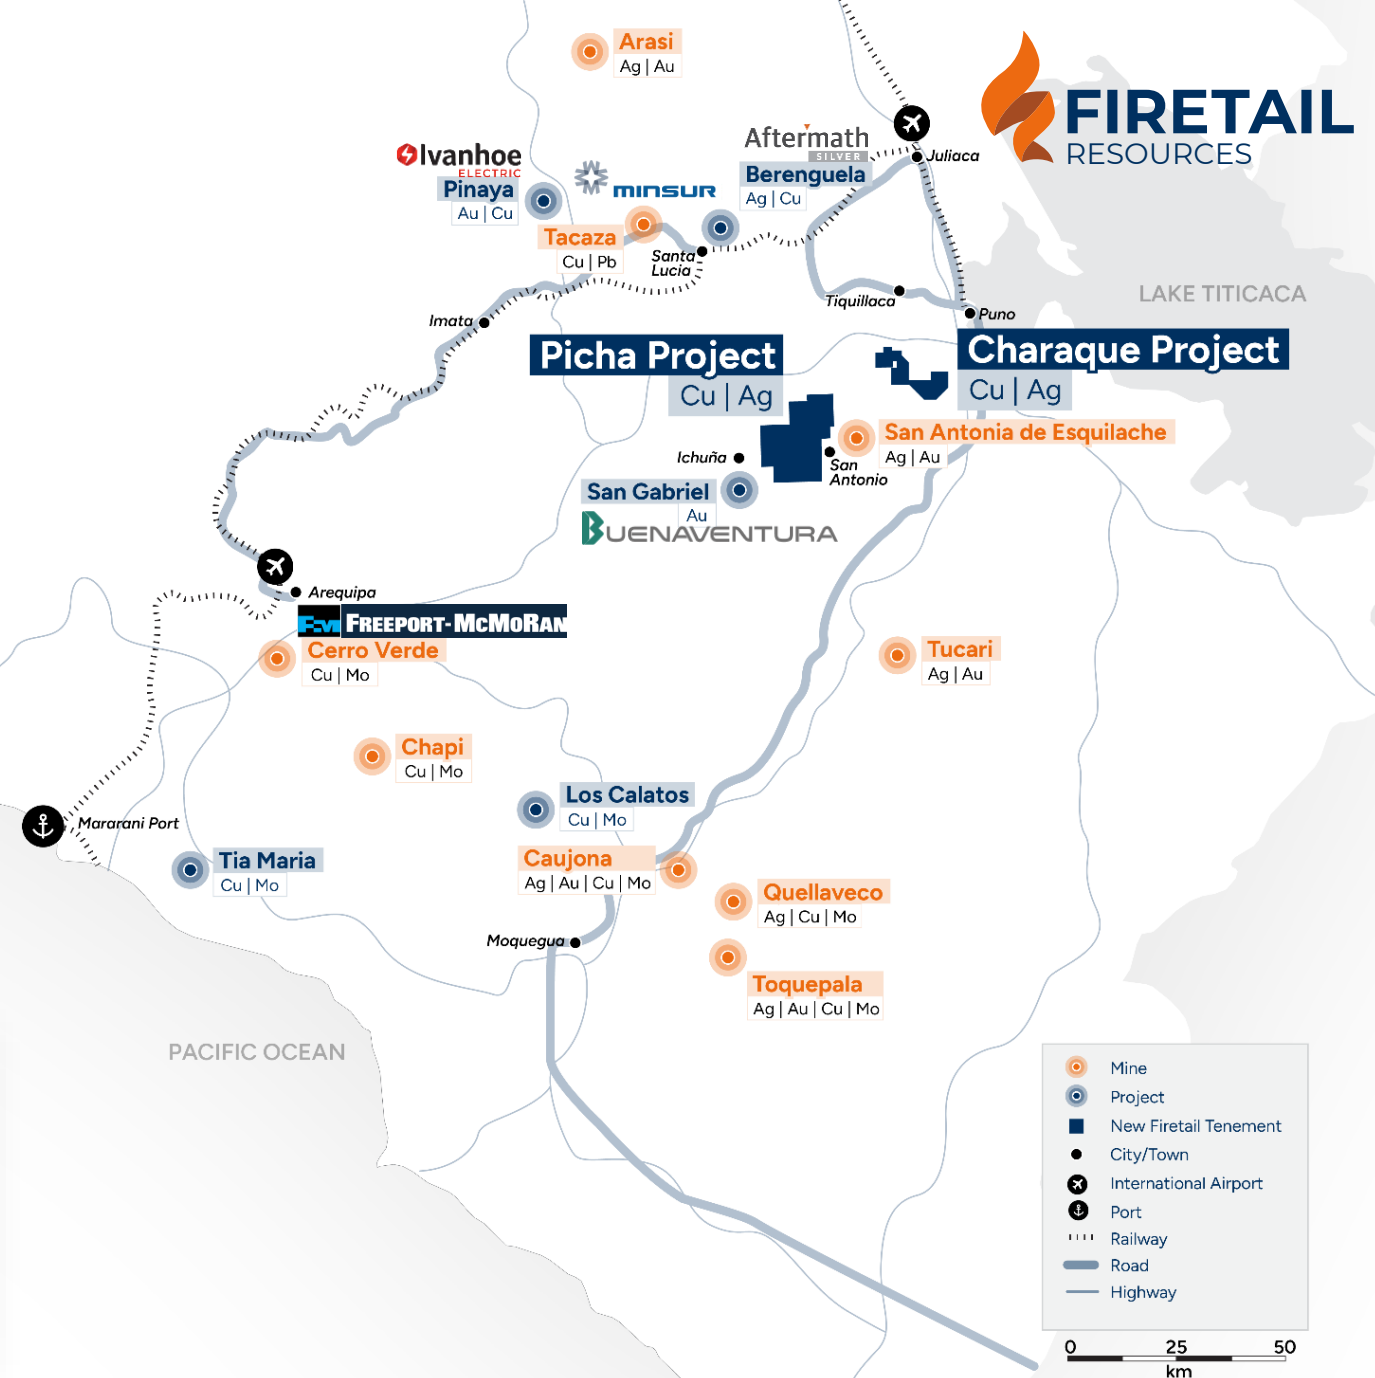 Arasi
Ag | Au
FIRETAIL
RESOURCES
Aftermath
SILVER
Juliaca
Ivanhoe
ELECTRIC
Pinaya
Au | Cu
MINSUR
Berenguela
Ag | Cu
Tacaza
Cu | Pb
Santa
Lucia
LAKE TITICACA
Tiquillaca
Puno
Imata
Picha Project
Cu | Ag
Charaque Project
Cu | Ag
San Antonia de Esquilache
Ag | Au
Ichuña
San
Antonio
San Gabriel
Au
BUENAVENTURA
Arequipa
FCM FREEPORT-MCMORAN
Cerro Verde
Cu | Mo
Tucari
Ag | Au
Chapi
Cu | Mo
Los Calatos
Cu | Mo
Mararani Port
Tia Maria
Cu | Mo
Caujona
Ag | Au | Cu | Mo
Quellaveco
Ag | Cu | Mo
Moquegua
Toquepala
Ag | Au | Cu | Mo
PACIFIC OCEAN
Mine
Project
New Firetail Tenement
City/Town
International Airport
Port
Railway
Road
Highway
0 25 50
km